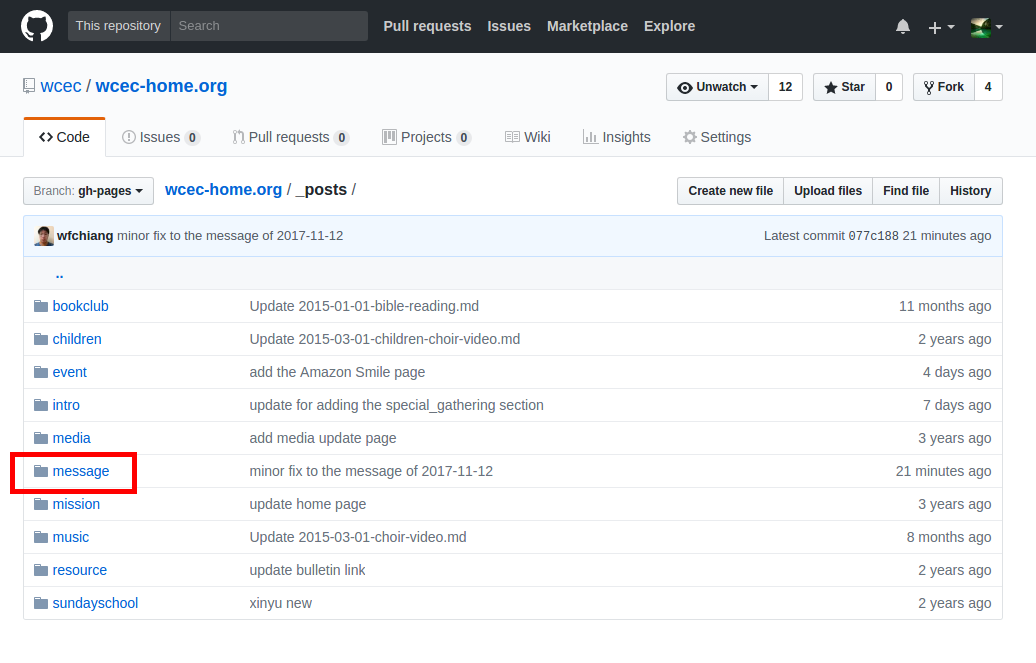 This repository Search Pull requests Issues Marketplace Explore
wcec / wcec-home.org Unwatch 12 Star 0 Fork 4
Code Issues 0 Pull requests 0 Projects 0 Wiki Insights Settings
Branch: gh-pages wcec-home.org / _posts / Create new file Upload files Find file History
wfchiang minor fix to the message of 2017-11-12 Latest commit 077c188 21 minutes ago
..
bookclub Update 2015-01-01-bible-reading.md 11 months ago
children Update 2015-03-01-children-choir-video.md 2 years ago
event add the Amazon Smile page 4 days ago
intro update for adding the special_gathering section 7 days ago
media add media update page 3 years ago
message minor fix to the message of 2017-11-12 21 minutes ago
mission update home page 3 years ago
music Update 2015-03-01-choir-video.md 8 months ago
resource update bulletin link 2 years ago
sundayschool xinyu new 2 years ago